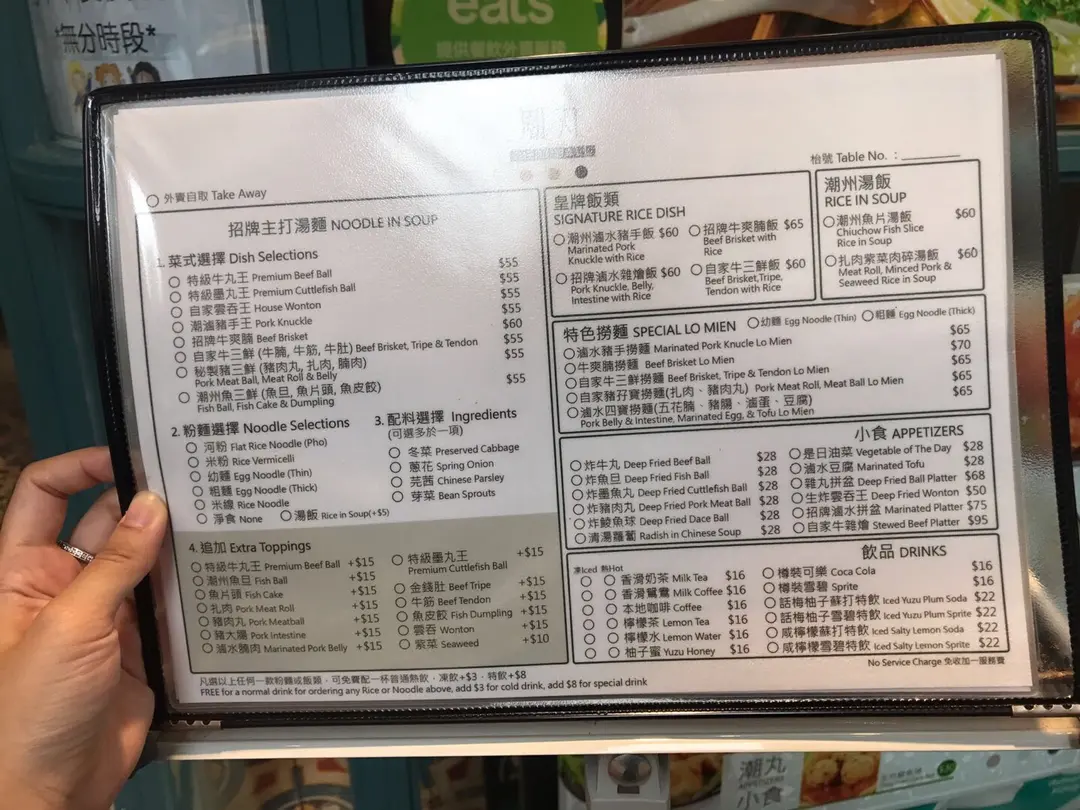 *無分時段*
eats
潮丸
枱號 Table No. :
外賣自取 Take Away
招牌主打湯麵 NOODLE IN SOUP
1. 菜式選擇 Dish Selections
特級牛丸王 Premium Beef Ball $55
特級墨丸王 Premium Cuttlefish Ball $55
自家雲吞王 House Wonton $55
潮滷豬手王 Pork Knuckle $55
招牌牛爽腩 Beef Brisket $60
自家牛三鮮 (牛腩, 牛筋, 牛肚) Beef Brisket, Tripe & Tendon $55
秘製豬三鮮 (豬肉丸, 扎肉, 腩肉) $55
Pork Meat Ball, Meat Roll & Belly
潮州魚三鮮 (魚旦, 魚片頭, 魚皮餃) $55
Fish Ball, Fish Cake & Dumpling
2. 粉麵選擇 Noodle Selections
河粉 Flat Rice Noodle (Pho)
米粉 Rice Vermicelli
幼麵 Egg Noodle (Thin)
粗麵 Egg Noodle (Thick)
米線 Rice Noodle
淨食 None 湯飯 Rice in Soup(+$5)
3. 配料選擇 Ingredients
(可選多於一項)
冬菜 Preserved Cabbage
蔥花 Spring Onion
芫茜 Chinese Parsley
芽菜 Bean Sprouts
4. 追加 Extra Toppings
特級牛丸王 Premium Beef Ball +$15
潮州魚旦 Fish Ball +$15
魚片頭 Fish Cake +$15
扎肉 Pork Meat Roll +$15
豬肉丸 Pork Meatball +$15
豬大腸 Pork Intestine +$15
滷水腩肉 Marinated Pork Belly +$15
特級墨丸王 +$15
Premium Cuttlefish Ball
金錢肚 Beef Tripe +$15
牛筋 Beef Tendon +$15
魚皮餃 Fish Dumpling +$15
雲吞 Wonton +$15
紫菜 Seaweed +$10
皇牌飯類
SIGNATURE RICE DISH
潮州滷水豬手飯 $60
Marinated Pork
Knuckle with Rice
招牌牛爽腩飯 $65
Beef Brisket with
Rice
招牌滷水雜燴飯 $60
Pork Knuckle, Belly,
Intestine with Rice
自家牛三鮮飯 $60
Beef Brisket,Tripe,
Tendon with Rice
潮州湯飯
RICE IN SOUP
潮州魚片湯飯 $60
Chiuchow Fish Slice
Rice in Soup
扎肉紫菜肉碎湯飯 $60
Meat Roll, Minced Pork &
Seaweed Rice in Soup
特色撈麵 SPECIAL LO MIEN 幼麵 Egg Noodle (Thin) 粗麵 Egg Noodle (Thick)
滷水豬手撈麵 Marinated Pork Knucle Lo Mien $65
牛爽腩撈麵 Beef Brisket Lo Mien $70
自家牛三鮮撈麵 Beef Brisket, Tripe & Tendon Lo Mien $65
自家豬孖寶撈麵(扎肉、豬肉丸) Pork Meat Roll, Meat Ball Lo Mien $65
滷水四寶撈麵(五花腩、豬腸、滷蛋、豆腐) $65
Pork Belly & Intestine, Marinated Egg, & Tofu Lo Mien
小食 APPETIZERS
炸牛丸 Deep Fried Beef Ball $28
炸魚旦 Deep Fried Fish Ball $28
炸墨魚丸 Deep Fried Cuttlefish Ball $28
炸豬肉丸 Deep Fried Pork Meat Ball $28
炸鯪魚球 Deep Fried Dace Ball $28
清湯蘿蔔 Radish in Chinese Soup $28
是日油菜 Vegetable of The Day $28
滷水豆腐 Marinated Tofu $28
雜丸拼盆 Deep Fried Ball Platter $68
生炸雲吞王 Deep Fried Wonton $50
招牌滷水拼盆 Marinated Platter $75
自家牛雜燴 Stewed Beef Platter $95
飲品 DRINKS
凍Iced 熱Hot
香滑奶茶 Milk Tea $16
香滑鴛鴦 Milk Coffee $16
本地咖啡 Coffee $16
檸檬茶 Lemon Tea $16
檸檬水 Lemon Water $16
柚子蜜 Yuzu Honey $16
樽裝可樂 Coca Cola $16
樽裝雪碧 Sprite $16
話梅柚子蘇打特飲 Iced Yuzu Plum Soda $22
話梅柚子雪碧特飲 Iced Yuzu Plum Sprite $22
咸檸檬蘇打特飲 Iced Salty Lemon Soda $22
咸檸檬雪碧特飲 Iced Salty Lemon Sprite $22
No Service Charge 免收加一服務費
凡選以上任何一款粉麵或飯類，可免費配一杯普通熱飲，凍飲+$3，特飲+$8
FREE for a normal drink for ordering any Rice or Noodle above, add $3 for cold drink, add $8 for special drink
潮丸
小食